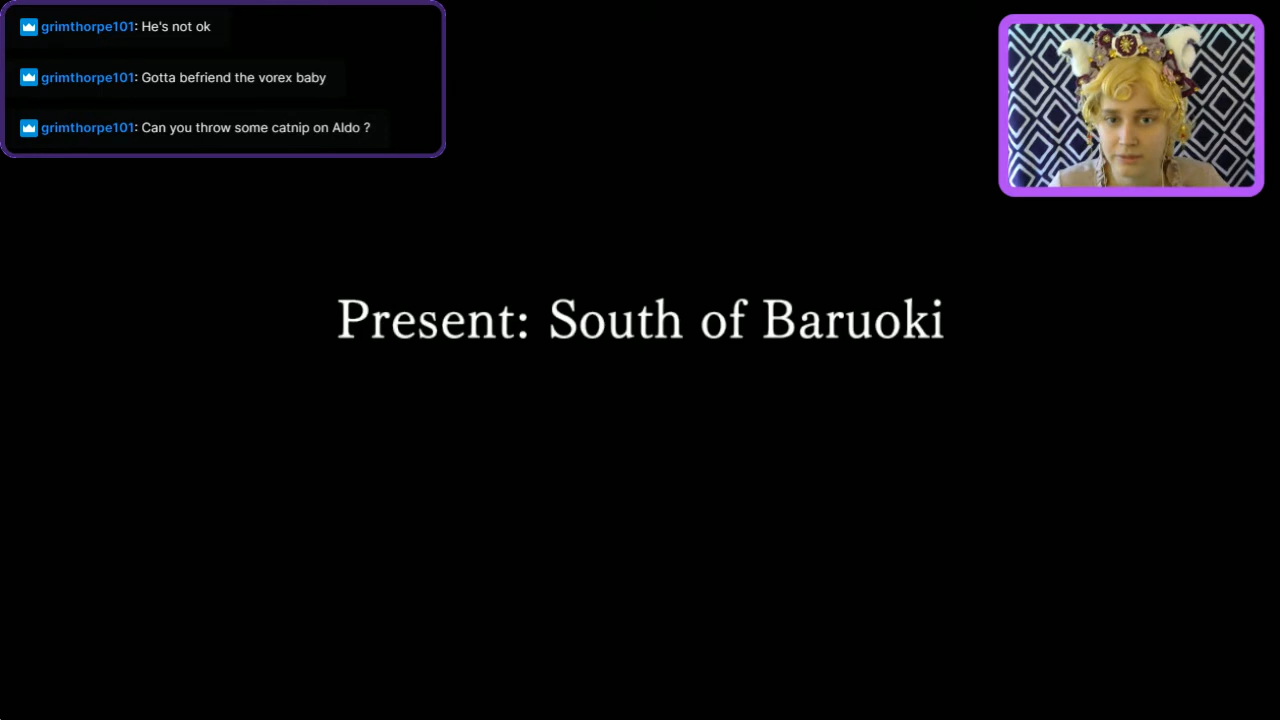 grimthorpe101: He's not ok
grimthorpe101: Gotta befriend the vorex baby
grimthorpe101: Can you throw some catnip on Aldo ?
Present: South of Baruoki